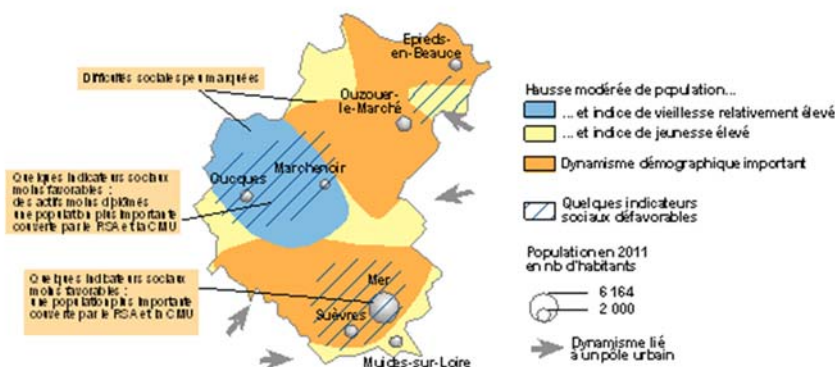 Epieds-
en-Beauce
Difficultés sociales peu marquées
Ouzouer-
le-Marché
Quelques indicateurs sociaux
moins favorables :
des actifs moins diplômés
une population plus importante
couverte par le RSA et la CMU
Marchenoir
Oucques
Quelques indicateurs sociaux
moins favorables :
une population plus importante
couverte par le RSA et la CMU
Mer
Suèvres
Muides-sur-Loire
Hausse modérée de population...
... et indice de vieillesse relativement élevé
... et indice de jeunesse élevé
Dynamisme démographique important
Quelques indicateurs
sociaux défavorables
Population en 2011
en nb d'habitants
6 164
2 000
Dynamisme lié
à un pôle urbain